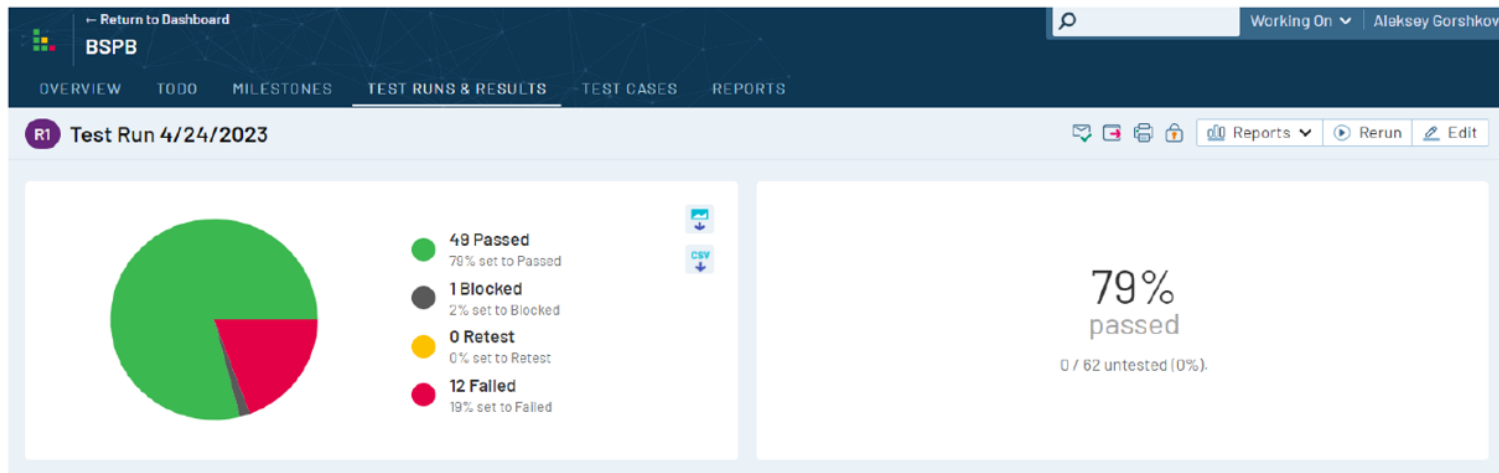 ← Return to Dashboard
BSPB
Working On
Aleksey Gorshkov
OVERVIEW TODO MILESTONES TEST RUNS & RESULTS TEST CASES REPORTS
R1 Test Run 4/24/2023
Reports Rerun Edit
49 Passed
79% set to Passed
1 Blocked
2% set to Blocked
0 Retest
0% set to Retest
12 Failed
19% set to Failed
CSV
79%
passed
0 / 62 untested (0%).